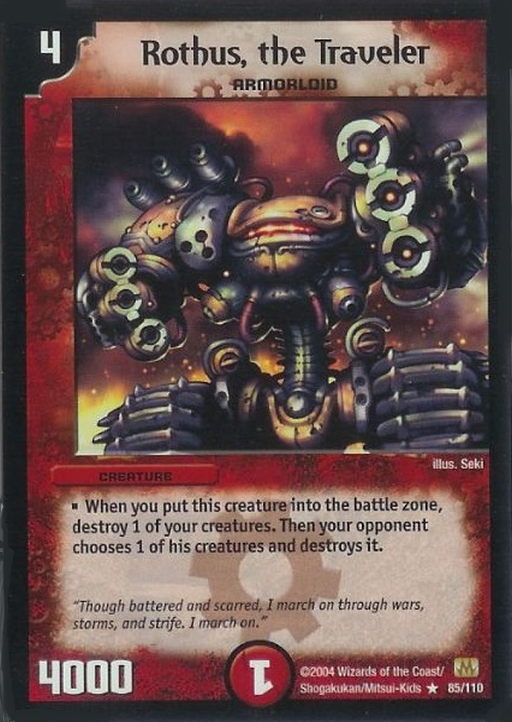 4
Rothus, the Traveler
ARMORLOID
illus. Seki
CREATURE
▪ When you put this creature into the battle zone,
destroy 1 of your creatures. Then your opponent
chooses 1 of his creatures and destroys it.
"Though battered and scarred, I march on through wars,
storms, and strife. I march on."
4000
1
©2004 Wizards of the Coast/
Shogakukan/Mitsui-Kids ★ 85/110